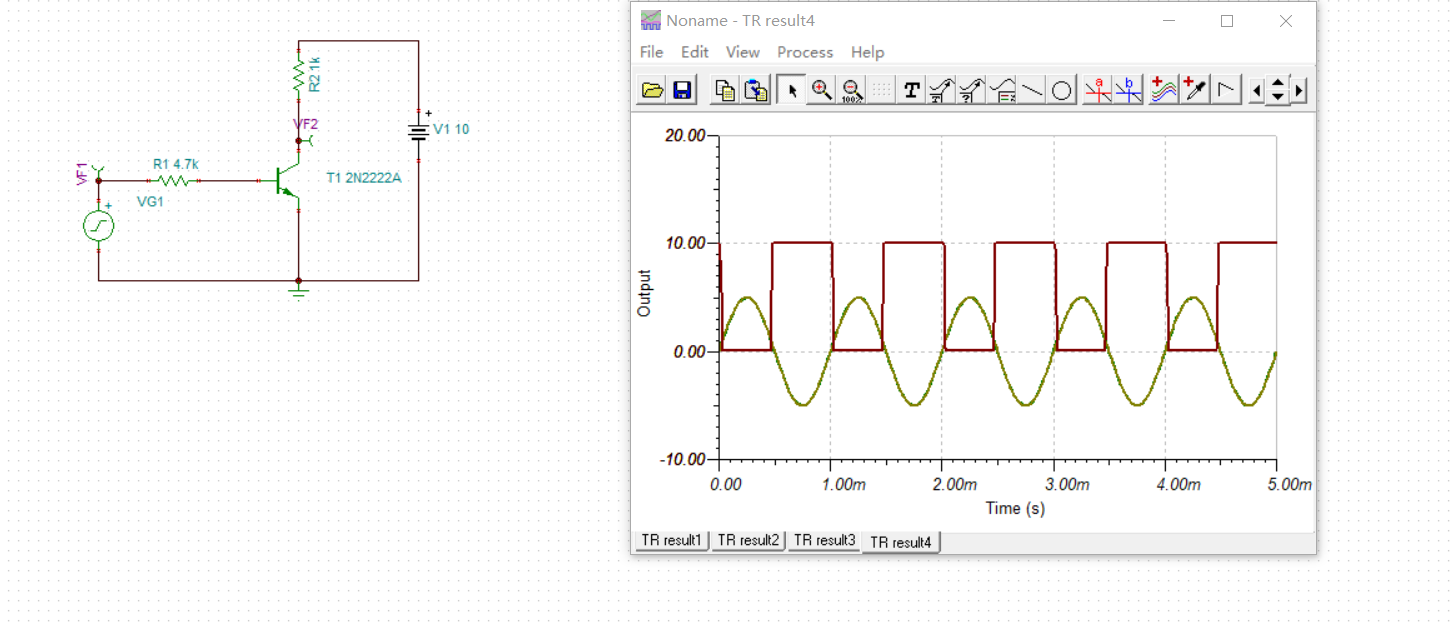 R2 1k
VF2
V1 10
VF1
R1 4.7k
T1 2N2222A
VG1
Noname - TR result4
File Edit View Process Help
100%
T
a
b
20.00
10.00
Output
0.00
-10.00
0.00 1.00m 2.00m 3.00m 4.00m 5.00m
Time (s)
TR result1 TR result2 TR result3 TR result4